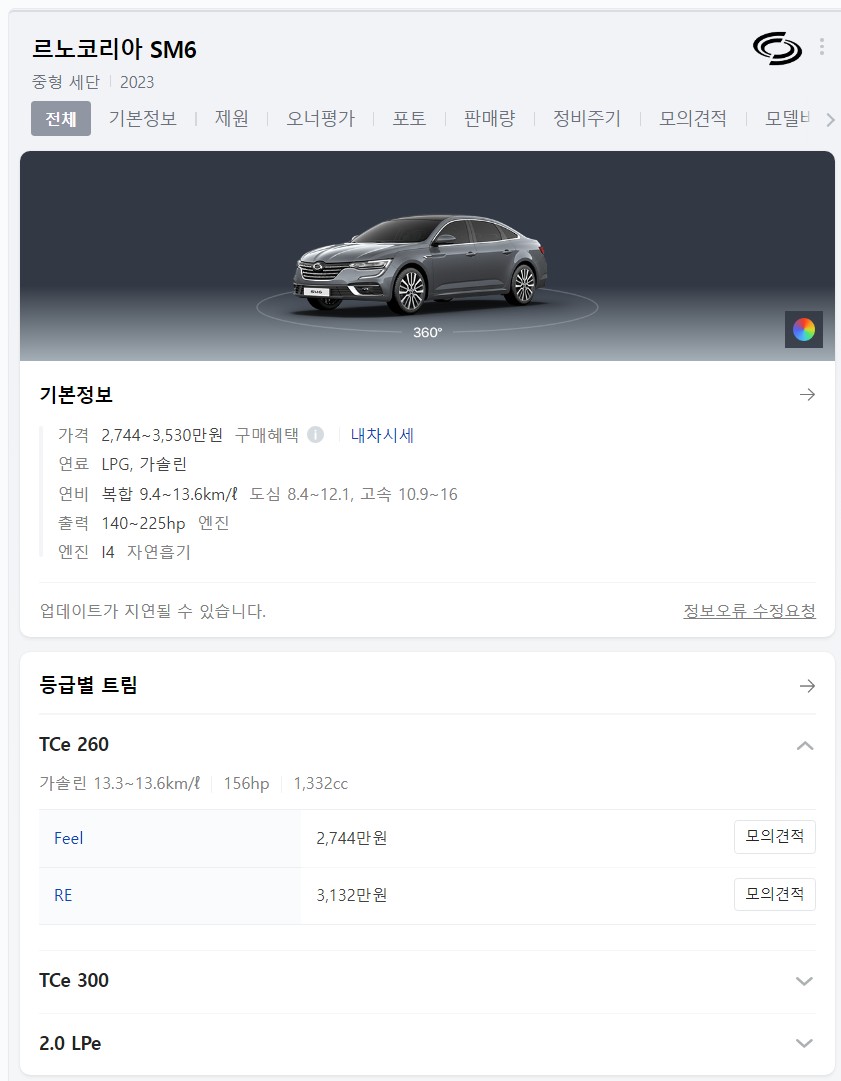 르노코리아 SM6
중형 세단 2023
전체 기본정보 제원 오너평가 포토 판매량 정비주기 모의견적 모델비
360°
기본정보
가격 2,744~3,530만원 구매혜택 내차시세
연료 LPG, 가솔린
연비 복합 9.4~13.6km/ℓ 도심 8.4~12.1, 고속 10.9~16
출력 140~225hp 엔진
엔진 I4 자연흡기
업데이트가 지연될 수 있습니다. 정보오류 수정요청
등급별 트림
TCe 260
가솔린 13.3~13.6km/ℓ 156hp 1,332cc
Feel 2,744만원 모의견적
RE 3,132만원 모의견적
TCe 300
2.0 LPe